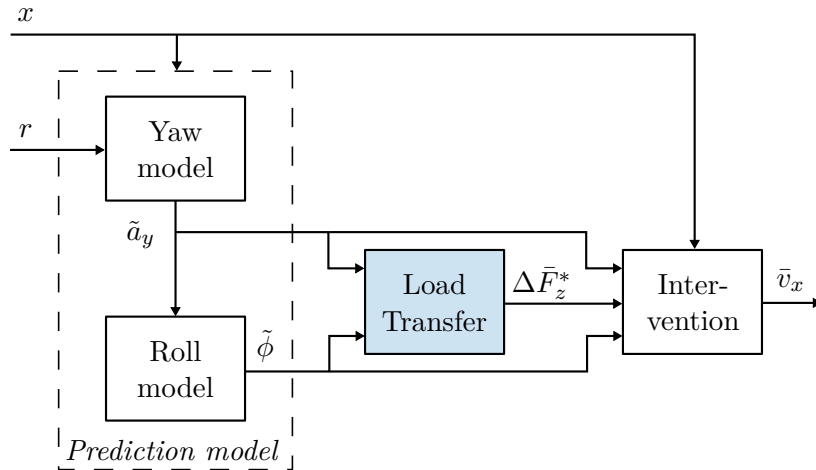 x
r
Yaw
model
ã_y
Load
Transfer
ΔF̄_z^*
Inter-
vention
v̄_x
Roll
model
ϕ̃
Prediction model